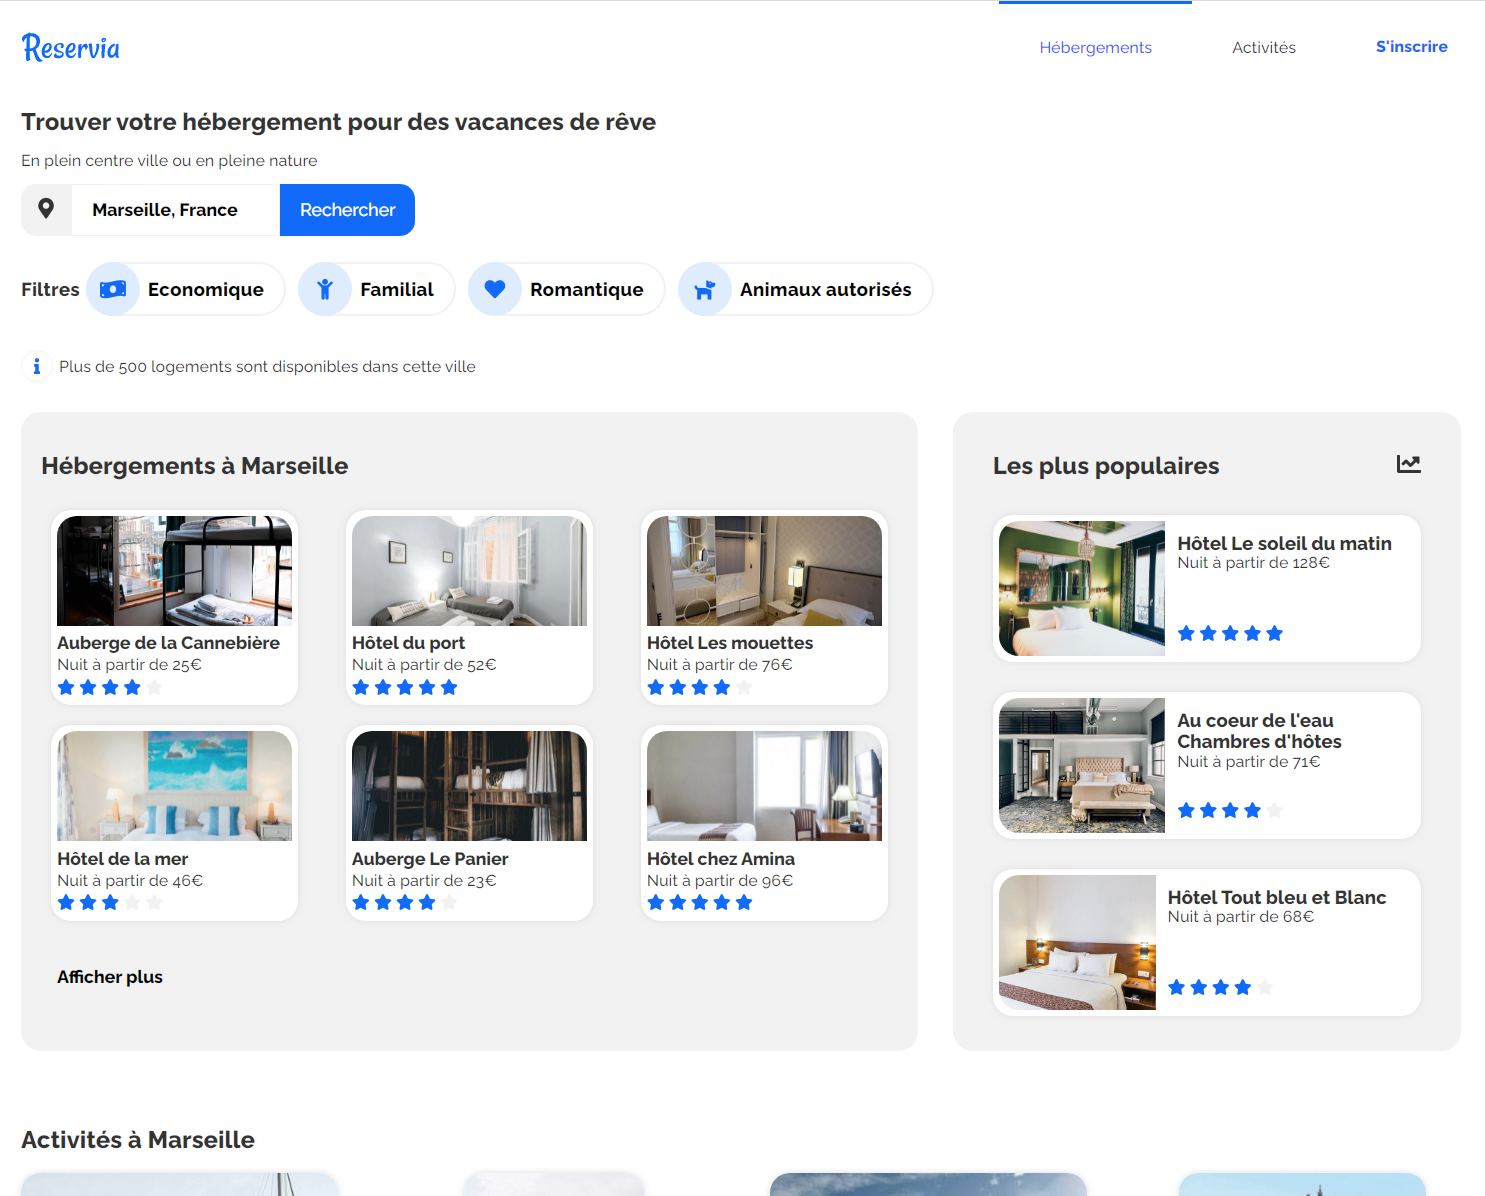 Reservia
Hébergements
Activités
S'inscrire
Trouver votre hébergement pour des vacances de rêve
En plein centre ville ou en pleine nature
Marseille, France
Rechercher
Filtres
Economique
Familial
Romantique
Animaux autorisés
Plus de 500 logements sont disponibles dans cette ville
Hébergements à Marseille
Auberge de la Cannebière
Nuit à partir de 25€
Hôtel du port
Nuit à partir de 52€
Hôtel Les mouettes
Nuit à partir de 76€
Hôtel de la mer
Nuit à partir de 46€
Auberge Le Panier
Nuit à partir de 23€
Hôtel chez Amina
Nuit à partir de 96€
Afficher plus
Les plus populaires
Hôtel Le soleil du matin
Nuit à partir de 128€
Au coeur de l'eau
Chambres d'hôtes
Nuit à partir de 71€
Hôtel Tout bleu et Blanc
Nuit à partir de 68€
Activités à Marseille